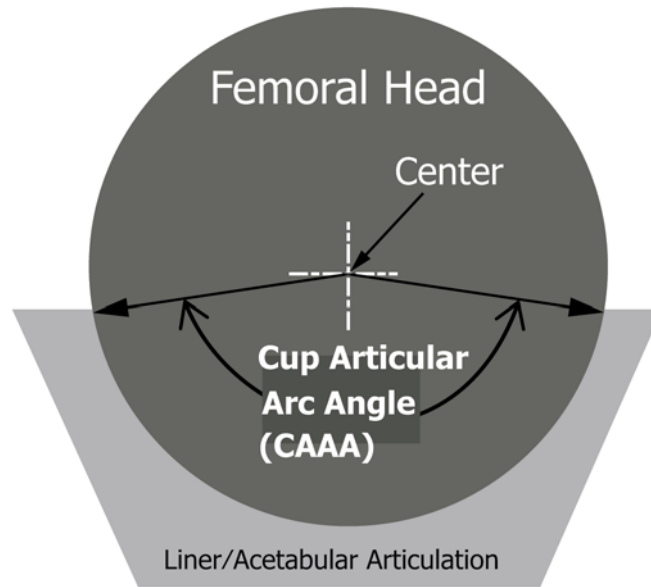 Femoral Head
Center
Cup Articular
Arc Angle
(CAAA)
Liner/Acetabular Articulation